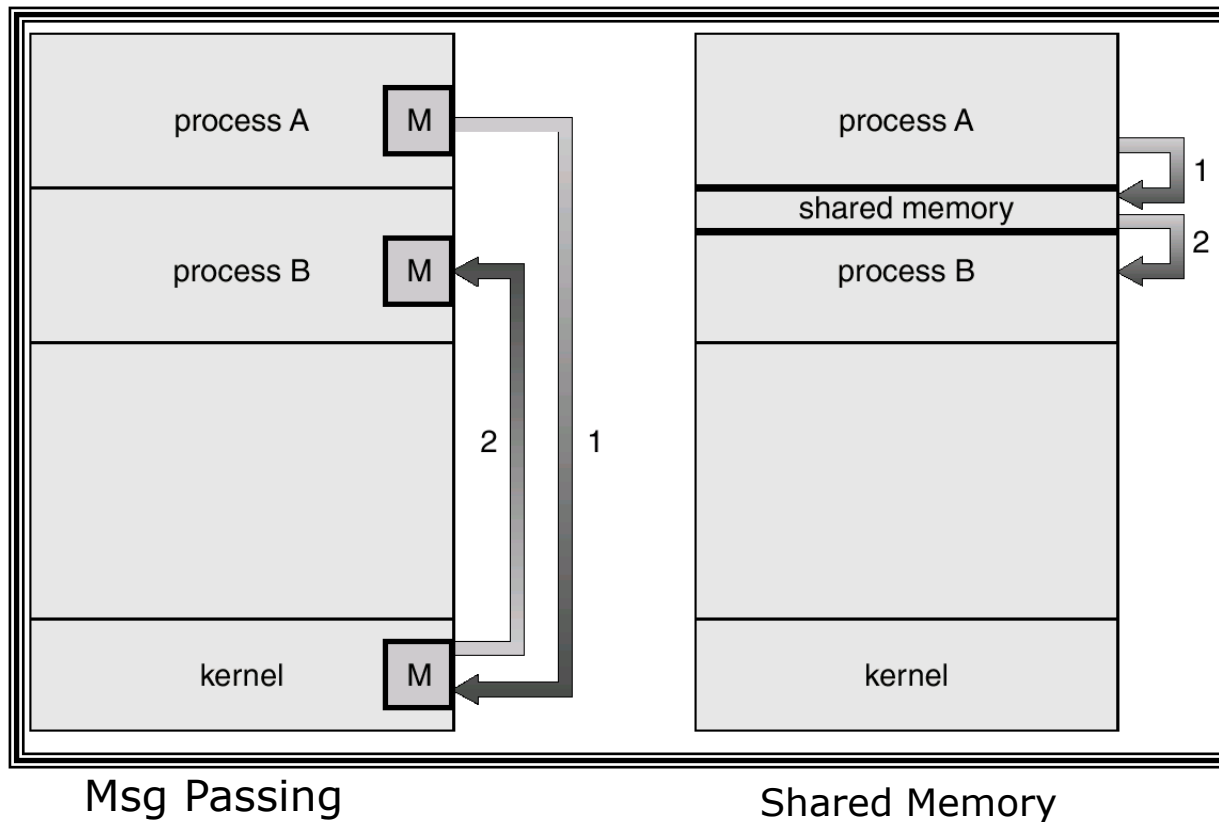 process A
M
process B
M
2
1
kernel
M
Msg Passing
process A
1
shared memory
2
process B
kernel
Shared Memory